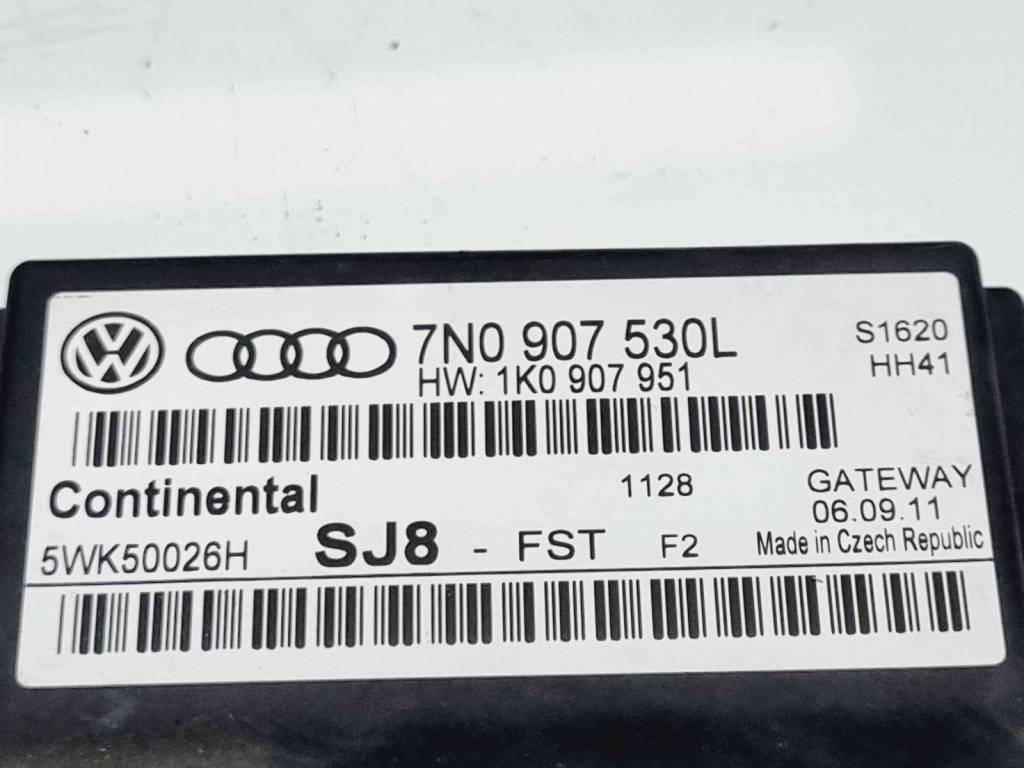 7N0 907 530L
HW: 1K0 907 951
S1620
HH41
Continental
1128
GATEWAY
06.09.11
5WK50026H
SJ8 - FST F2
Made in Czech Republic